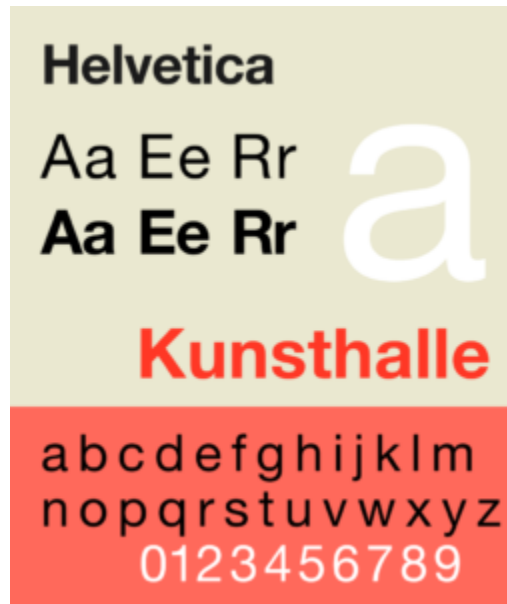 Helvetica
Aa Ee Rr
a
Aa Ee Rr
Kunsthalle
abcdefghijklm
nopqrstuvwxyz
0123456789